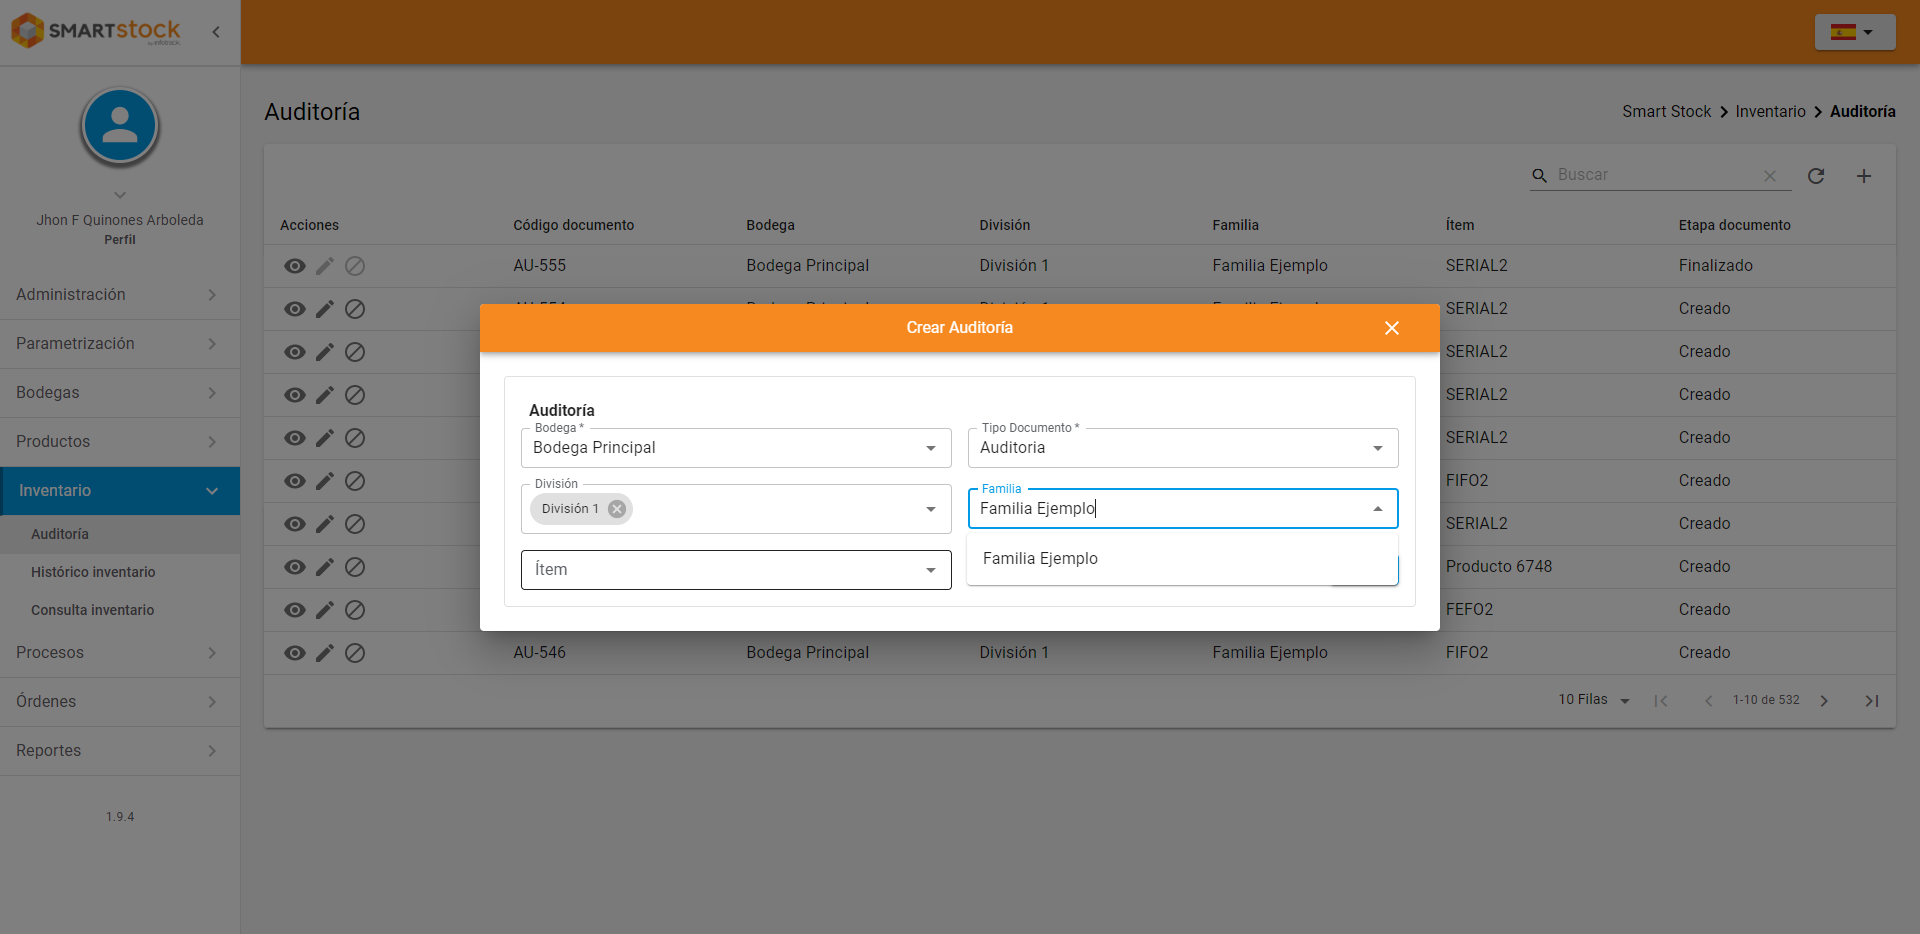 SMARTstock
Auditoría
Smart Stock > Inventario > Auditoría
Jhon F Quinones Arboleda
Perfil
Administración
Parametrización
Bodegas
Productos
Inventario
Auditoría
Histórico inventario
Consulta inventario
Procesos
Órdenes
Reportes
1.9.4
Buscar
Acciones Código documento Bodega División Familia Ítem Etapa documento
AU-555 Bodega Principal División 1 Familia Ejemplo SERIAL2 Finalizado
SERIAL2 Creado
SERIAL2 Creado
SERIAL2 Creado
SERIAL2 Creado
FIFO2 Creado
SERIAL2 Creado
Producto 6748 Creado
FEFO2 Creado
AU-546 Bodega Principal División 1 Familia Ejemplo FIFO2 Creado
10 Filas 1-10 de 532
Crear Auditoría
Auditoría
Bodega *
Bodega Principal
Tipo Documento *
Auditoria
División
División 1
Familia
Familia Ejemplo
Familia Ejemplo
Ítem